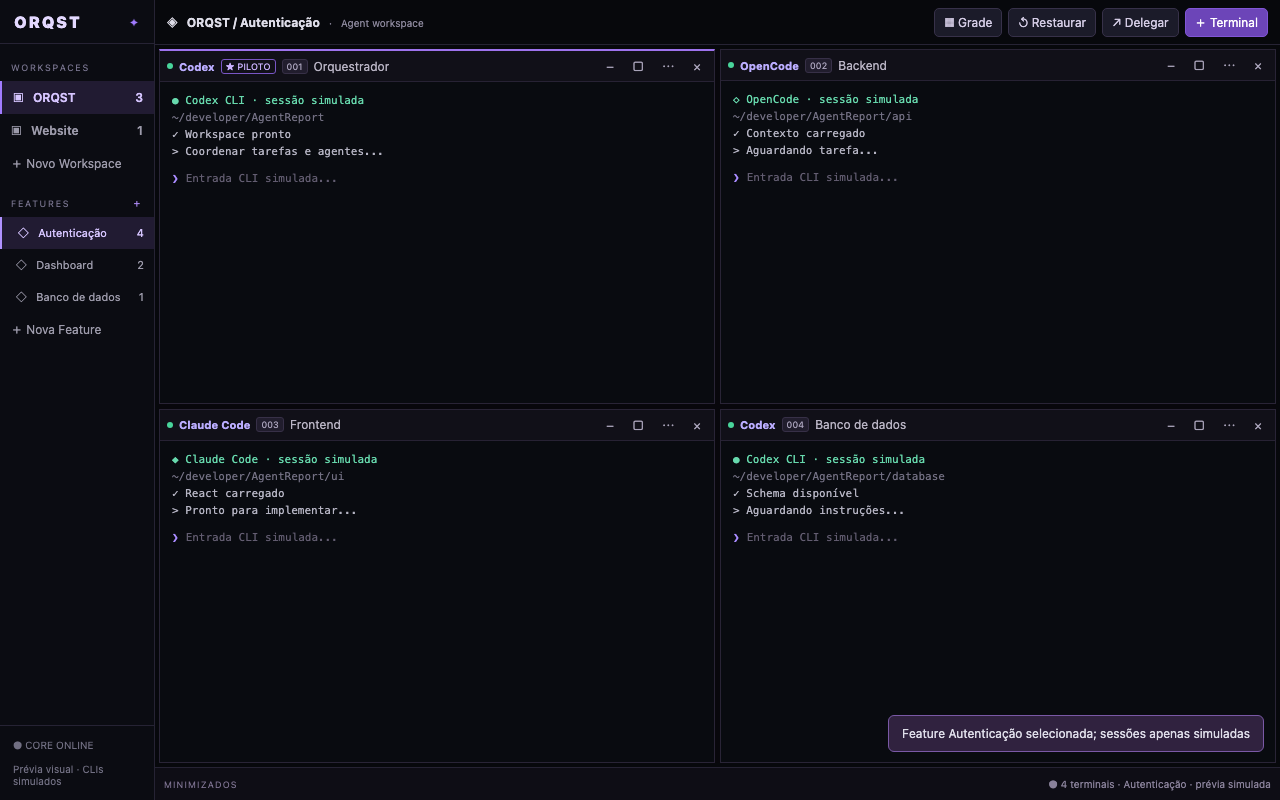 ORQST
ORQST / Autenticação · Agent workspace
Grade
Restaurar
Delegar
+ Terminal
WORKSPACES
ORQST 3
Website 1
+ Novo Workspace
FEATURES +
Autenticação 4
Dashboard 2
Banco de dados 1
+ Nova Feature
CORE ONLINE
Prévia visual · CLIs
simulados
Codex ★ PILOTO 001 Orquestrador
● Codex CLI · sessão simulada
~/developer/AgentReport
✓ Workspace pronto
> Coordenar tarefas e agentes...
❯ Entrada CLI simulada...
OpenCode 002 Backend
◇ OpenCode · sessão simulada
~/developer/AgentReport/api
✓ Contexto carregado
> Aguardando tarefa...
❯ Entrada CLI simulada...
Claude Code 003 Frontend
◆ Claude Code · sessão simulada
~/developer/AgentReport/ui
✓ React carregado
> Pronto para implementar...
❯ Entrada CLI simulada...
Codex 004 Banco de dados
● Codex CLI · sessão simulada
~/developer/AgentReport/database
✓ Schema disponível
> Aguardando instruções...
❯ Entrada CLI simulada...
Feature Autenticação selecionada; sessões apenas simuladas
MINIMIZADOS
4 terminais · Autenticação · prévia simulada